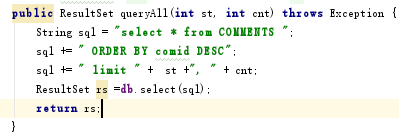 public ResultSet queryAll(int st, int cnt) throws Exception {
String sql = "select * from COMMENTS ";
sql += " ORDER BY comid DESC";
sql += " limit " + st +", " + cnt;
ResultSet rs =db.select(sql);
return rs;
}